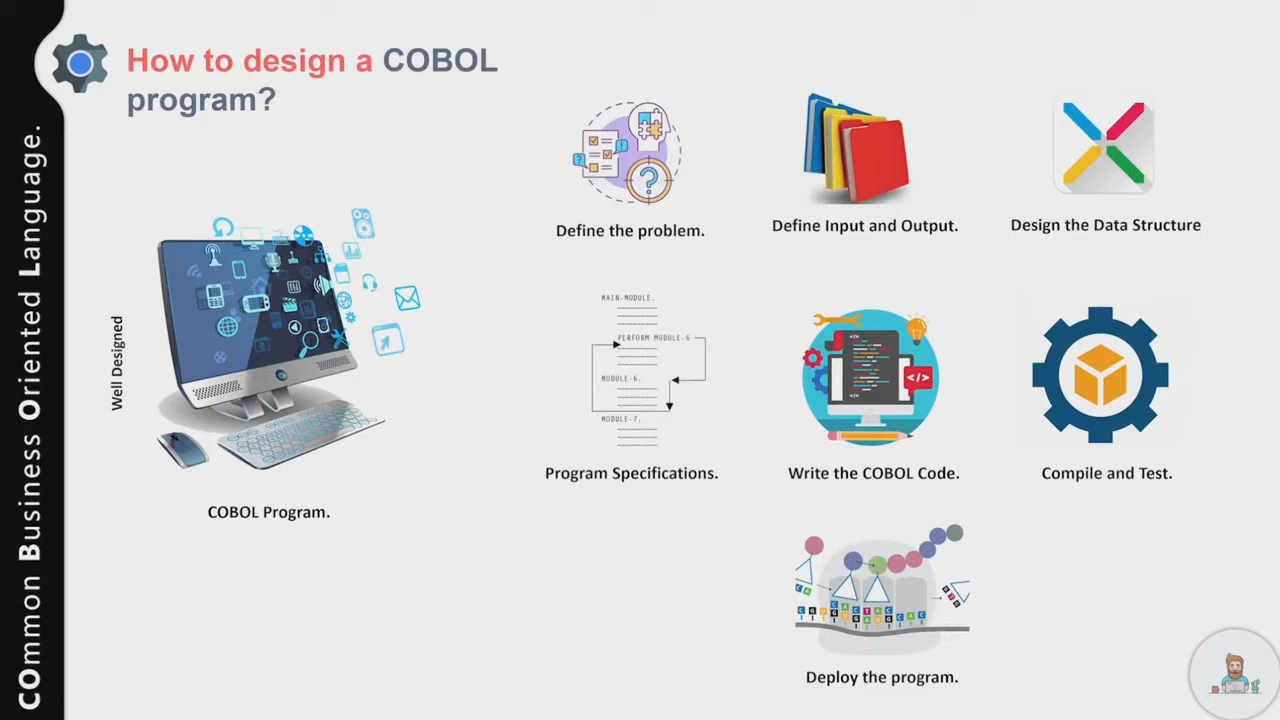 How to design a COBOL
program?
COmmon Business Oriented Language.
Well Designed
COBOL Program.
Define the problem.
Define Input and Output.
Design the Data Structure
MAIN-MODULE.
PERFORM MODULE-6
MODULE-6.
MODULE-7.
Program Specifications.
Write the COBOL Code.
Compile and Test.
Deploy the program.